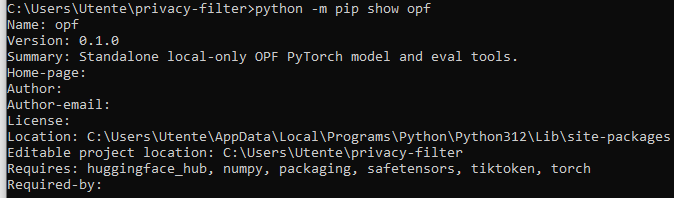 C:\Users\Utente\privacy-filter>python -m pip show opf
Name: opf
Version: 0.1.0
Summary: Standalone local-only OPF PyTorch model and eval tools.
Home-page:
Author:
Author-email:
License:
Location: C:\Users\Utente\AppData\Local\Programs\Python\Python312\Lib\site-packages
Editable project location: C:\Users\Utente\privacy-filter
Requires: huggingface_hub, numpy, packaging, safetensors, tiktoken, torch
Required-by: